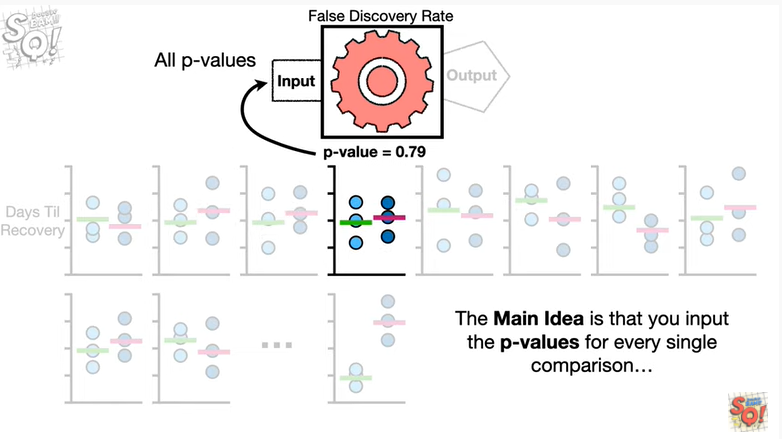 False Discovery Rate
All p-values
Input
Output
p-value = 0.79
Days Til
Recovery
The Main Idea is that you input
the p-values for every single
comparison...
SQ!